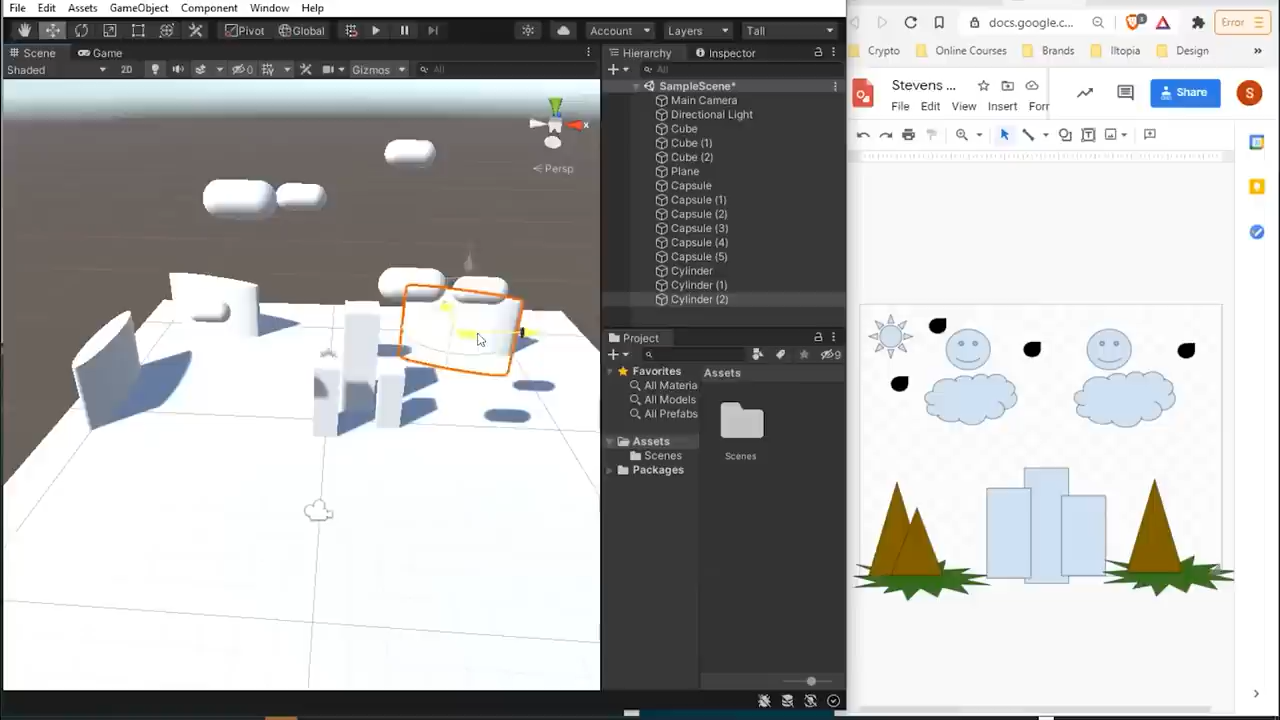 File Edit Assets GameObject Component Window Help
Pivot Global Account Layers Tall
Scene Game
Shaded 2D 0 Gizmos All
x
Persp
Hierarchy Inspector
All
SampleScene*
Main Camera
Directional Light
Cube
Cube (1)
Cube (2)
Plane
Capsule
Capsule (1)
Capsule (2)
Capsule (3)
Capsule (4)
Capsule (5)
Cylinder
Cylinder (1)
Cylinder (2)
Project
9
Favorites
All Materia
All Models
All Prefabs
Assets
Scenes
Packages
Assets
Scenes
docs.google.c... Error
Crypto Online Courses Brands Iltopia Design
Stevens ...
File Edit View Insert Forr
Share
S